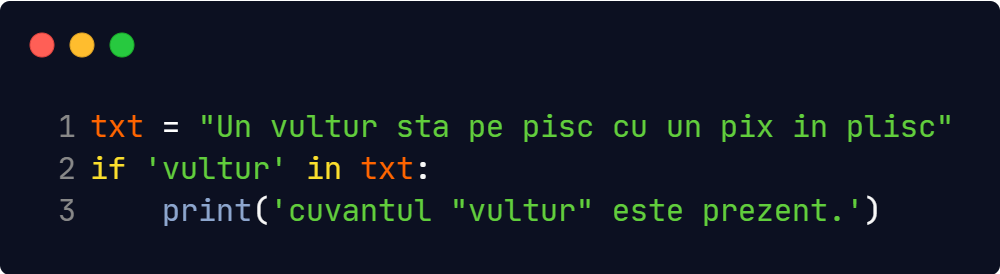 1 txt = "Un vultur sta pe pisc cu un pix in plisc"
2 if 'vultur' in txt:
3     print('cuvantul "vultur" este prezent.')